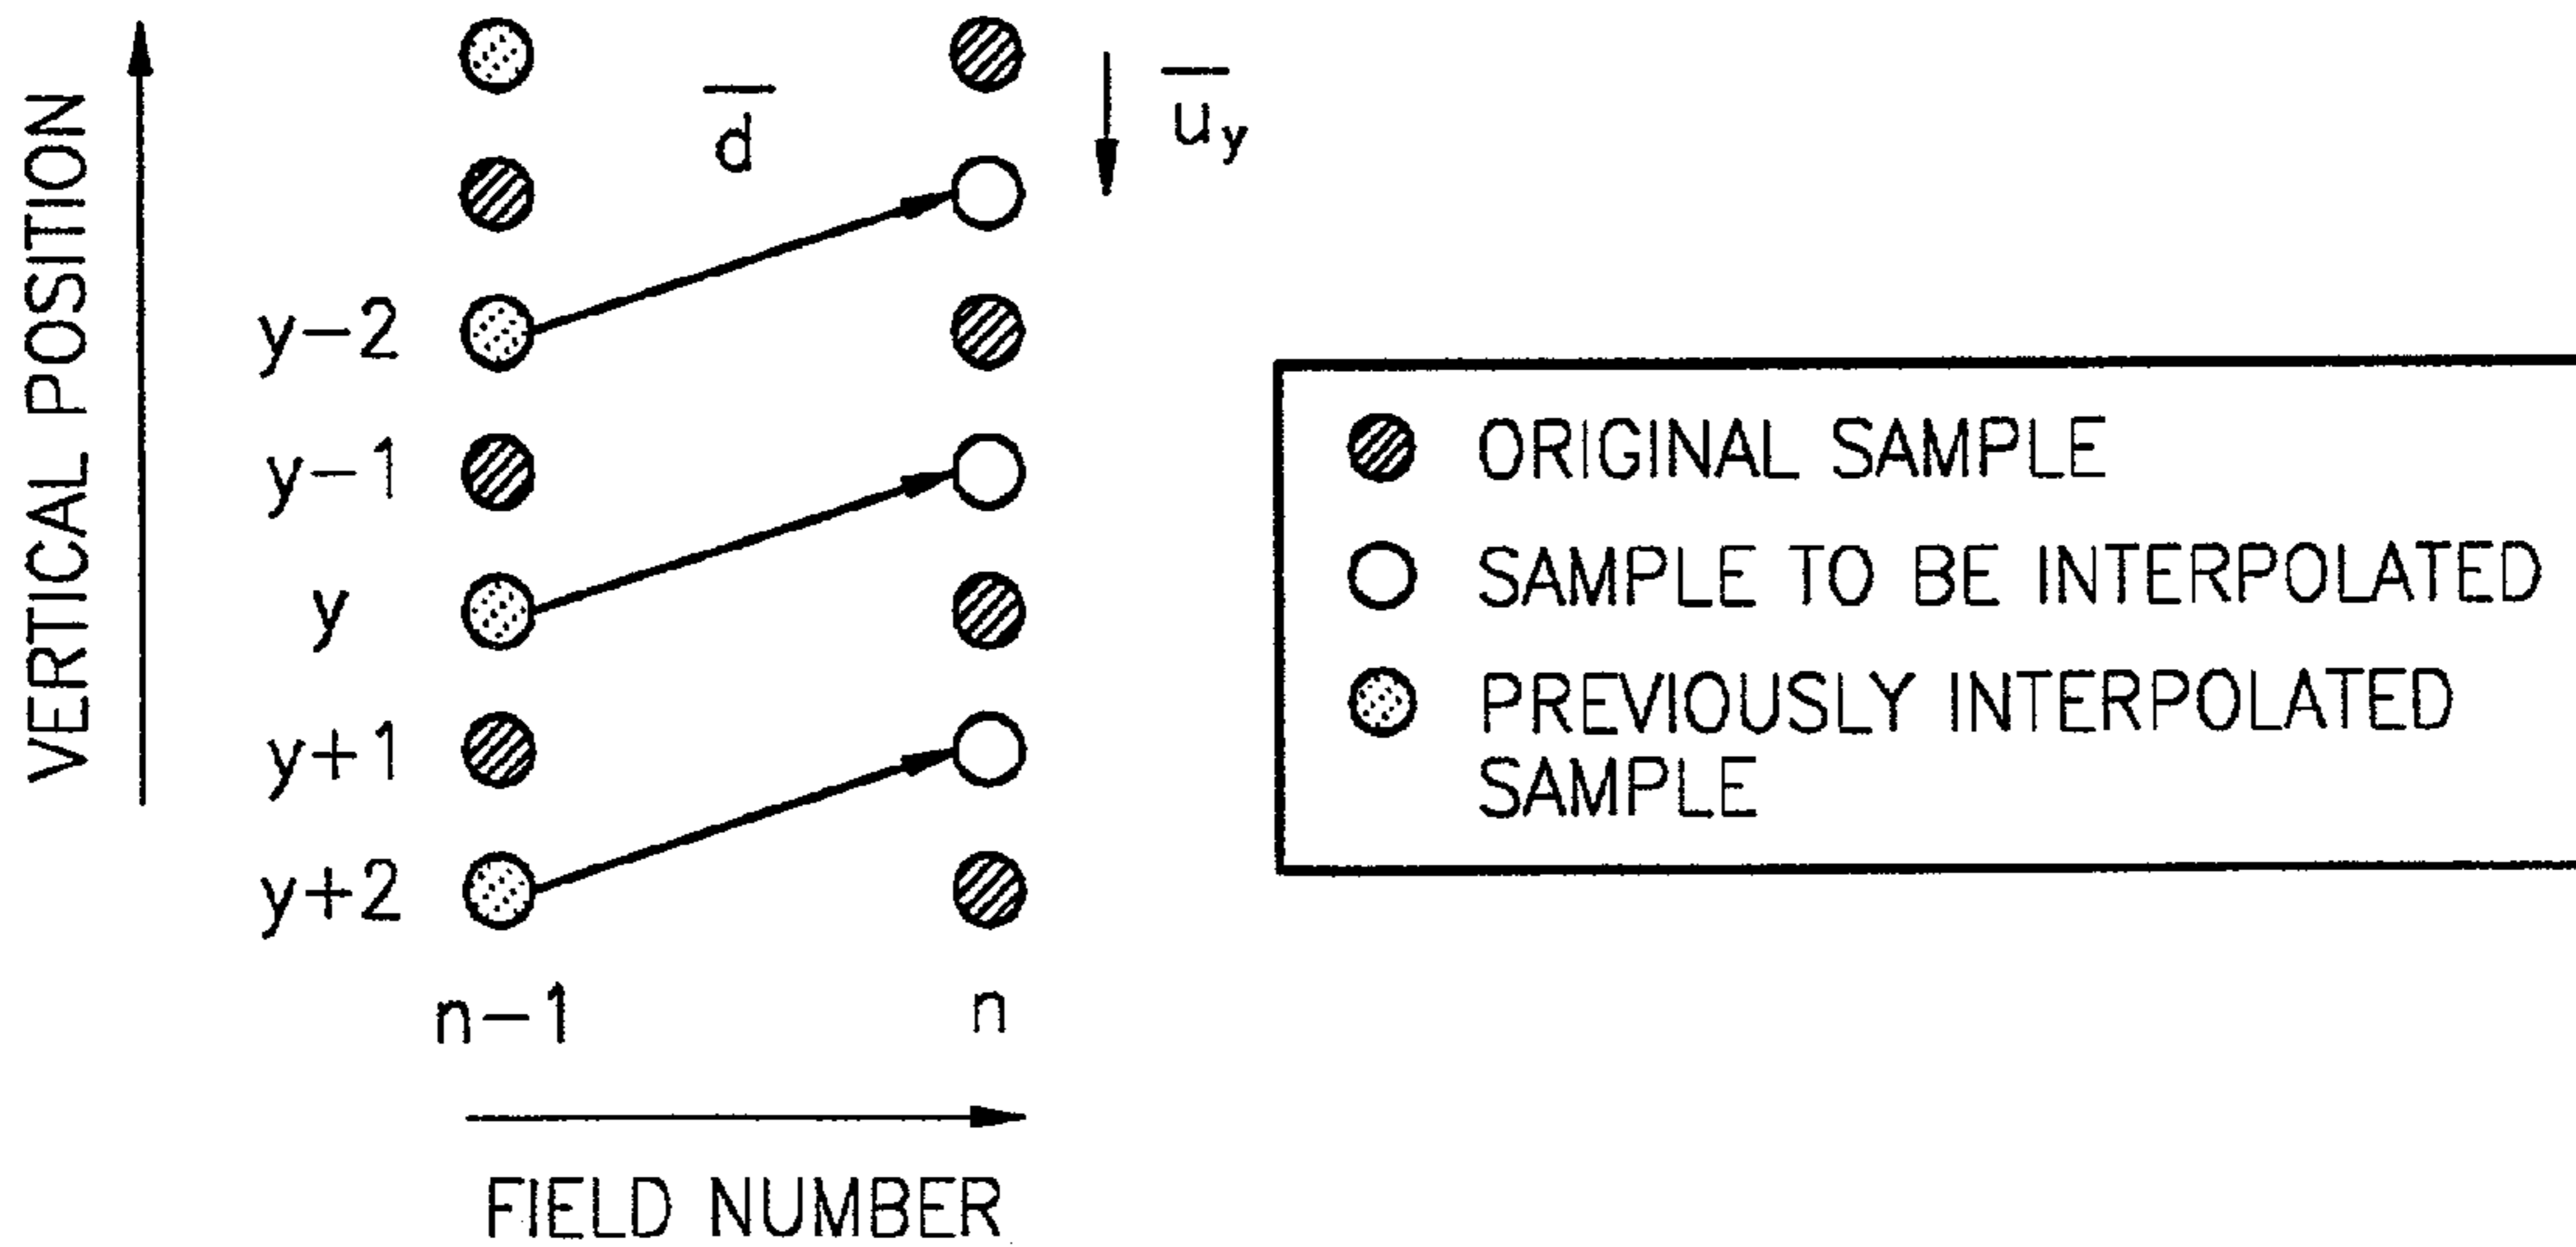 VERTICAL POSITION
d
u_y
y-2
y-1
y
y+1
y+2
n-1
n
FIELD NUMBER
ORIGINAL SAMPLE
SAMPLE TO BE INTERPOLATED
PREVIOUSLY INTERPOLATED
SAMPLE